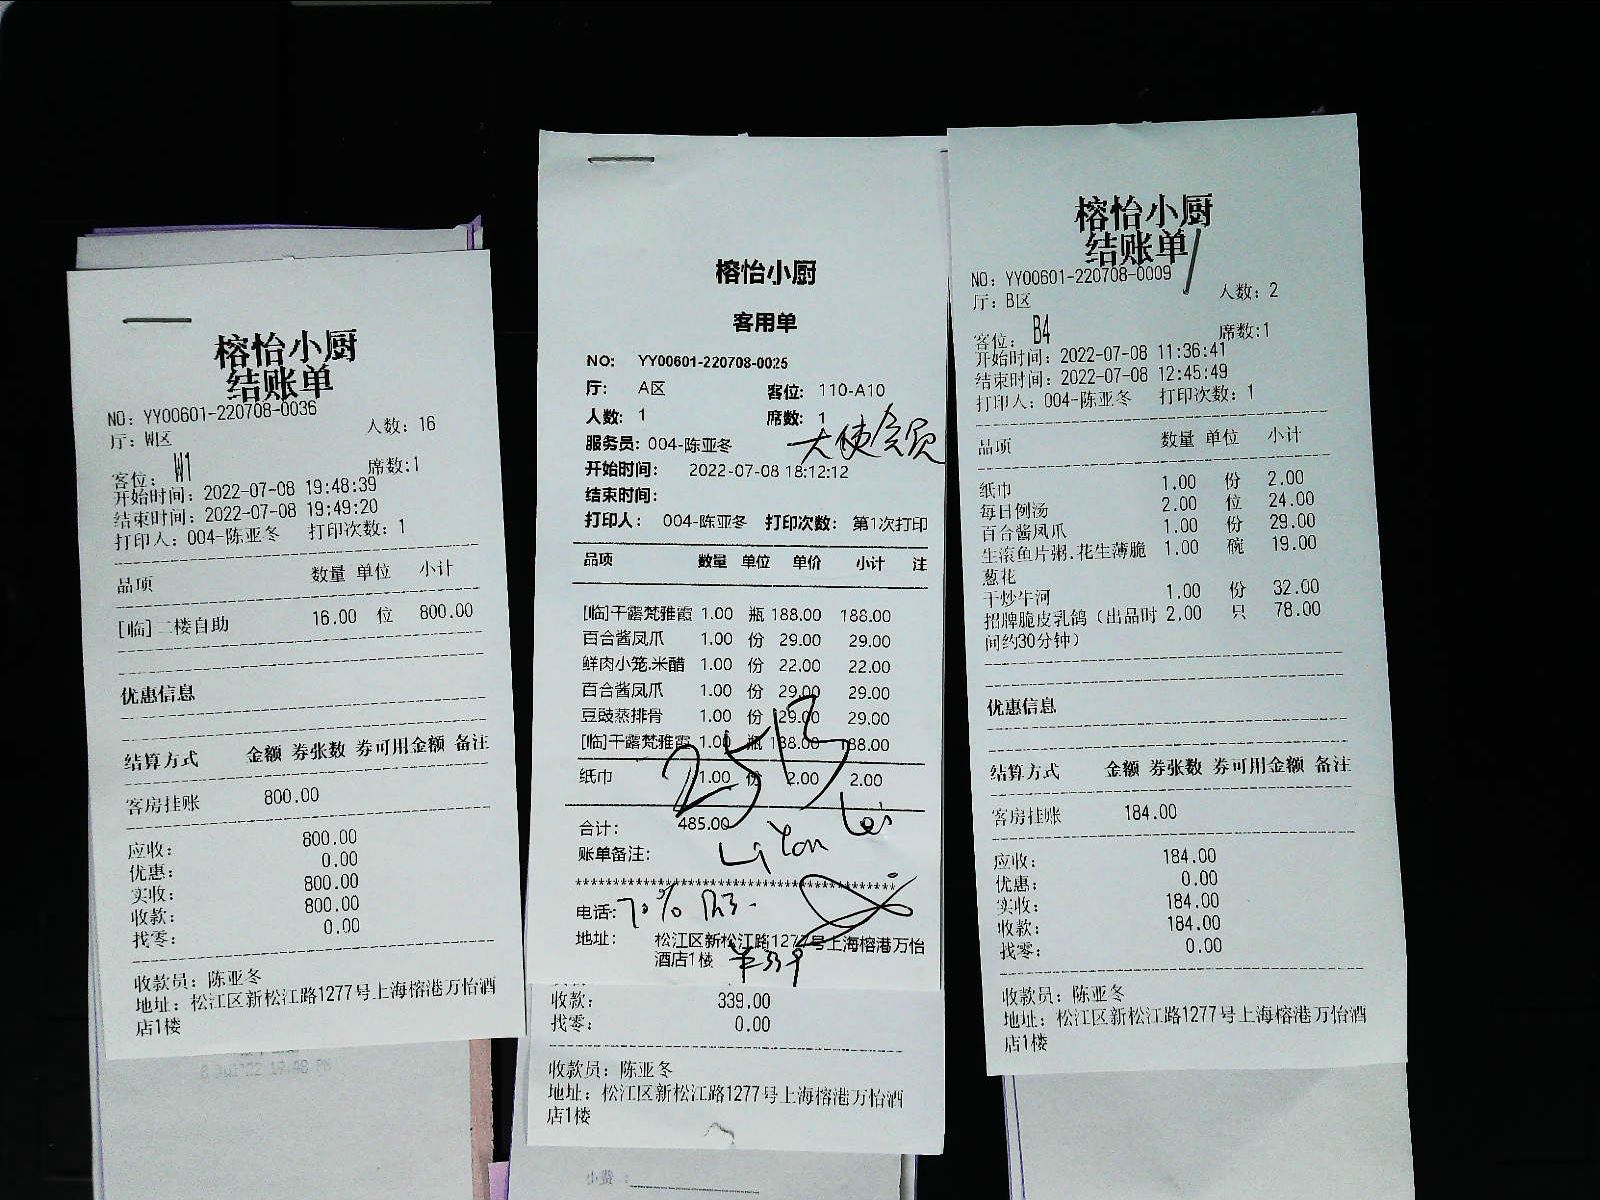 榕怡小厨
结账单
NO：YY00601-220708-0036
厅：W区 人数：16
客位：W1 席数:1
开始时间：2022-07-08 19:48:39
结束时间：2022-07-08 19:49:20
打印人：004-陈亚冬 打印次数：1
品项 数量 单位 小计
[临]二楼自助 16.00 位 800.00
优惠信息
结算方式 金额 券张数 券可用金额 备注
客房挂账 800.00
应收： 800.00
优惠： 0.00
实收： 800.00
收款： 800.00
找零： 0.00
收款员：陈亚冬
地址：松江区新松江路1277号上海榕港万怡酒
店1楼
榕怡小厨
客用单
NO: YY00601-220708-0025
厅: A区 客位: 110-A10
人数: 1 席数: 1
大使会员
服务员: 004-陈亚冬
开始时间: 2022-07-08 18:12:12
结束时间:
打印人: 004-陈亚冬 打印次数: 第1次打印
品项 数量 单位 单价 小计 注
[临]干露梵雅霞 1.00 瓶 188.00 188.00
百合酱凤爪 1.00 份 29.00 29.00
鲜肉小笼.米醋 1.00 份 22.00 22.00
百合酱凤爪 1.00 份 29.00 29.00
豆豉蒸排骨 1.00 份 29.00 29.00
[临]干露梵雅霞 1.00 瓶 188.00 188.00
纸巾 1.00 份 2.00 2.00
合计: 485.00
账单备注:
*****************************************
电话: 70%
地址: 松江区新松江路1277号上海榕港万怡
酒店1楼
收款： 339.00
找零： 0.00
收款员：陈亚冬
地址：松江区新松江路1277号上海榕港万怡酒
店1楼
小费：
榕怡小厨
结账单
NO：YY00601-220708-0009
厅：B区 人数：2
客位：B4 席数:1
开始时间：2022-07-08 11:36:41
结束时间：2022-07-08 12:45:49
打印人：004-陈亚冬 打印次数：1
品项 数量 单位 小计
纸巾 1.00 份 2.00
每日例汤 2.00 位 24.00
百合酱凤爪 1.00 份 29.00
生滚鱼片粥.花生薄脆 1.00 碗 19.00
葱花
干炒牛河 1.00 份 32.00
招牌脆皮乳鸽（出品时 2.00 只 78.00
间约30分钟）
优惠信息
结算方式 金额 券张数 券可用金额 备注
客房挂账 184.00
应收： 184.00
优惠： 0.00
实收： 184.00
收款： 184.00
找零： 0.00
收款员：陈亚冬
地址：松江区新松江路1277号上海榕港万怡酒
店1楼